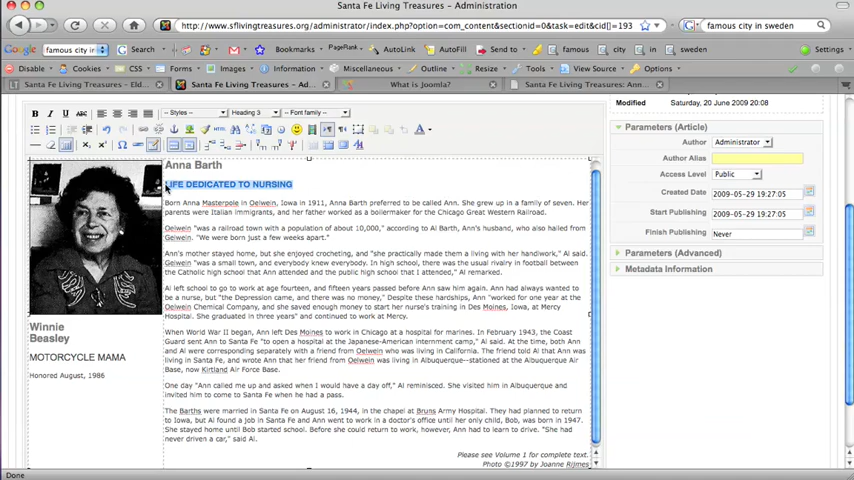 Santa Fe Living Treasures - Administration
http://www.sflivingtreasures.org/administrator/index.php?option=com_content&sectionid=0&task=edit&cid[]=193
famous city in sweden
Google
famous city in
Search
Bookmarks
PageRank
AutoLink
AutoFill
Send to
famous
city
in
sweden
Settings
Disable
Cookies
CSS
Forms
Images
Information
Miscellaneous
Outline
Resize
Tools
View Source
Santa Fe Living Treasures - Eld...
Santa Fe Living Treasures - Ad...
What is Joomla?
Santa Fe Living Treasures: Ann...
Modified Saturday, 20 June 2009 20:08
B I U ABC
-- Styles --
Heading 3
-- Font family --
HTML
Parameters (Article)
Author Administrator
Author Alias
Access Level Public
Created Date 2009-05-29 19:27:05
Start Publishing 2009-05-29 19:27:05
Finish Publishing Never
Parameters (Advanced)
Metadata Information
Winnie
Beasley
MOTORCYCLE MAMA
Honored August, 1986
Anna Barth
LIFE DEDICATED TO NURSING
Born Anna Masterpole in Oelwein, Iowa in 1911, Anna Barth preferred to be called Ann. She grew up in a family of seven. Her
parents were Italian immigrants, and her father worked as a boilermaker for the Chicago Great Western Railroad.
Oelwein "was a railroad town with a population of about 10,000," according to Al Barth, Ann's husband, who also hailed from
Oelwein. "We were born just a few weeks apart."
Ann's mother stayed home, but she enjoyed crocheting, and "she practically made them a living with her handwork," Al said.
Oelwein "was a small town, and everybody knew everybody. In high school, there was the usual rivalry in football between
the Catholic high school that Ann attended and the public high school that I attended," Al remarked.
Al left school to go to work at age fourteen, and fifteen years passed before Ann saw him again. Ann had always wanted to
be a nurse, but "the Depression came, and there was no money," Despite these hardships, Ann "worked for one year at the
Oelwein Chemical Company, and she saved enough money to start her nurse's training in Des Moines, Iowa, at Mercy
Hospital. She graduated in three years" and continued to work at Mercy.
When World War II began, Ann left Des Moines to work in Chicago at a hospital for marines. In February 1943, the Coast
Guard sent Ann to Santa Fe "to open a hospital at the Japanese-American internment camp," Al said. At the time, both Ann
and Al were corresponding separately with a friend from Oelwein who was living in California. The friend told Al that Ann was
living in Santa Fe, and wrote Ann that her friend from Oelwein was living in Albuquerque--stationed at the Albuquerque Air
Base, now Kirtland Air Force Base.
One day "Ann called me up and asked when I would have a day off," Al reminisced. She visited him in Albuquerque and
invited him to come to Santa Fe when he had a pass.
The Barths were married in Santa Fe on August 16, 1944, in the chapel at Bruns Army Hospital. They had planned to return
to Iowa, but Al found a job in Santa Fe and Ann went to work in a doctor's office until her only child, Bob, was born in 1947.
She stayed home until Bob started school. Before she could return to work, however, Ann had to learn to drive. "She had
never driven a car," said Al.
Please see Volume 1 for complete text.
Photo ©1997 by Joanne Rijmes
Done